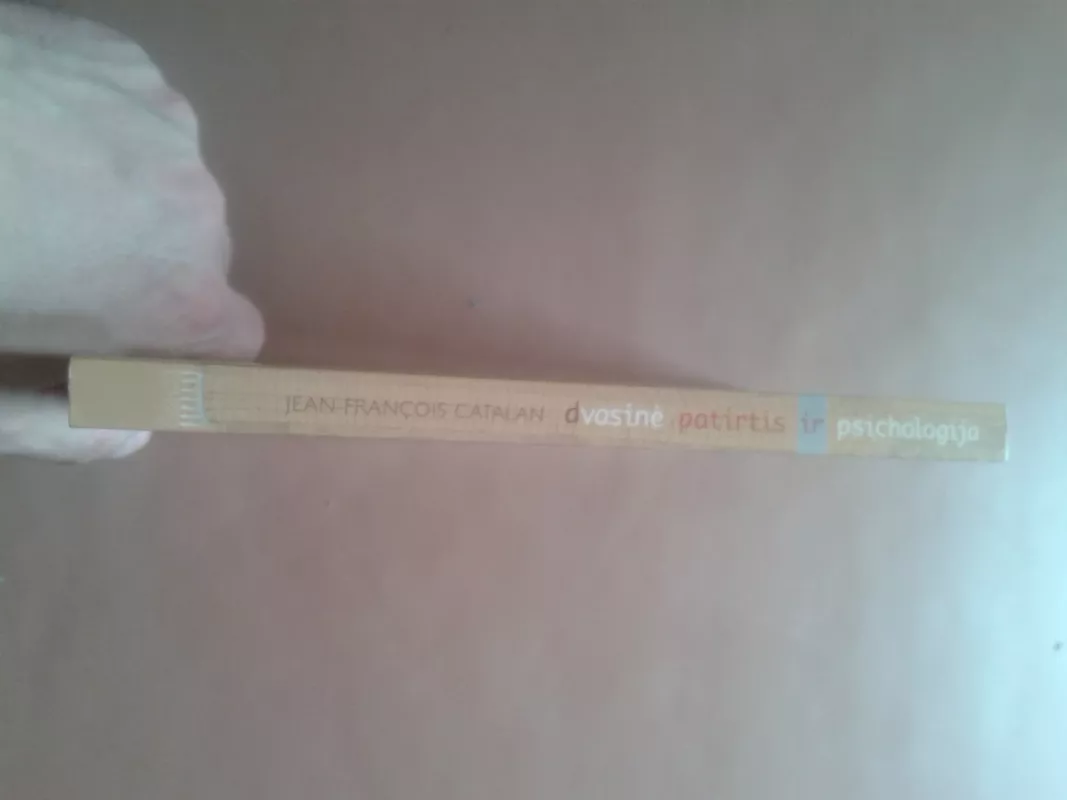 JEAN-FRANÇOIS CATALAN dvasinė patirtis ir psichologija